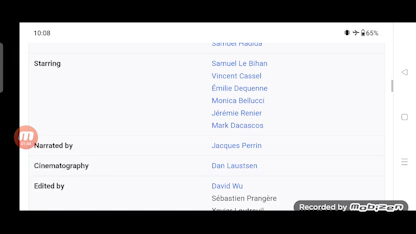 10:08
65%
Samuel Hadida
Starring Samuel Le Bihan
Vincent Cassel
Émilie Dequenne
Monica Bellucci
Jérémie Renier
Mark Dacascos
Narrated by Jacques Perrin
Cinematography Dan Laustsen
Edited by David Wu
Sébastien Prangère
Recorded by MOBIZEN